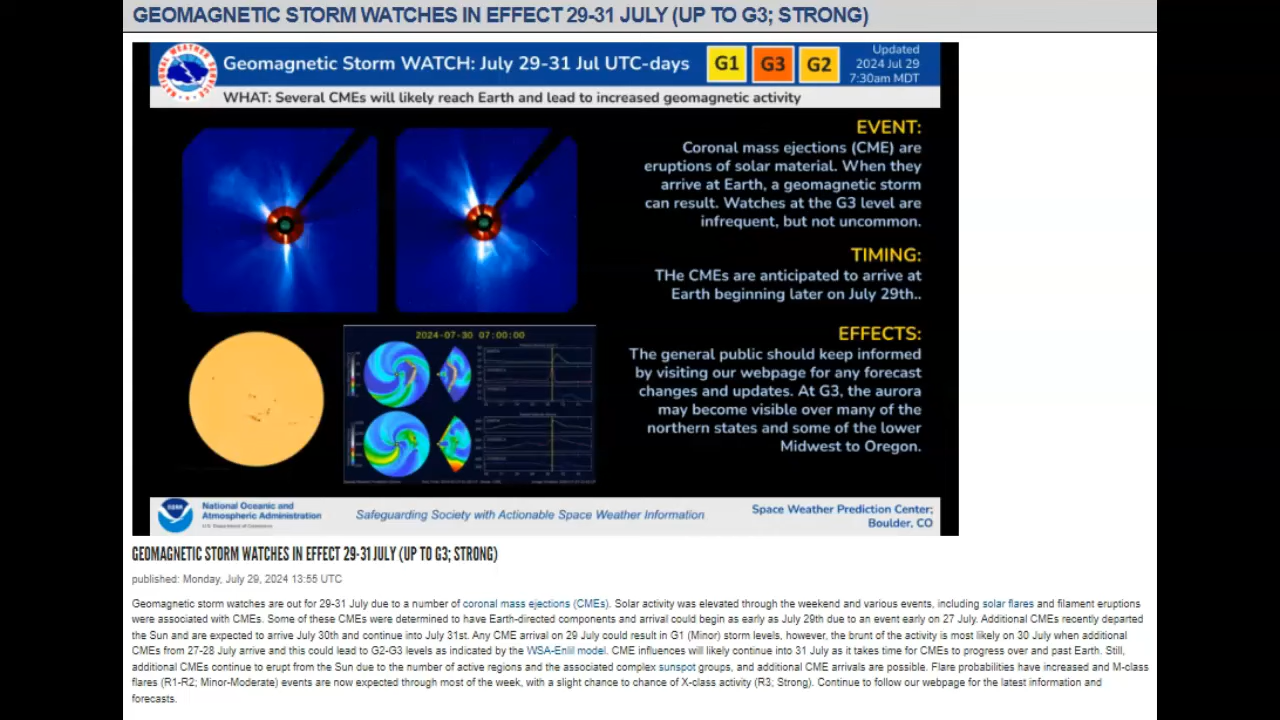 GEOMAGNETIC STORM WATCHES IN EFFECT 29-31 JULY (UP TO G3; STRONG)
Geomagnetic Storm WATCH: July 29-31 Jul UTC-days
G1 G3 G2
Updated
2024 Jul 29
7:30am MDT
WHAT: Several CMEs will likely reach Earth and lead to increased geomagnetic activity
EVENT:
Coronal mass ejections (CME) are
eruptions of solar material. When they
arrive at Earth, a geomagnetic storm
can result. Watches at the G3 level are
infrequent, but not uncommon.
TIMING:
THe CMEs are anticipated to arrive at
Earth beginning later on July 29th..
2024-07-30 07:00:00
EFFECTS:
The general public should keep informed
by visiting our webpage for any forecast
changes and updates. At G3, the aurora
may become visible over many of the
northern states and some of the lower
Midwest to Oregon.
National Oceanic and
Atmospheric Administration
U.S. Department of Commerce
Safeguarding Society with Actionable Space Weather Information
Space Weather Prediction Center;
Boulder, CO
GEOMAGNETIC STORM WATCHES IN EFFECT 29-31 JULY (UP TO G3; STRONG)
published: Monday, July 29, 2024 13:55 UTC
Geomagnetic storm watches are out for 29-31 July due to a number of coronal mass ejections (CMEs). Solar activity was elevated through the weekend and various events, including solar flares and filament eruptions
were associated with CMEs. Some of these CMEs were determined to have Earth-directed components and arrival could begin as early as July 29th due to an event early on 27 July. Additional CMEs recently departed
the Sun and are expected to arrive July 30th and continue into July 31st. Any CME arrival on 29 July could result in G1 (Minor) storm levels, however, the brunt of the activity is most likely on 30 July when additional
CMEs from 27-28 July arrive and this could lead to G2-G3 levels as indicated by the WSA-Enlil model. CME influences will likely continue into 31 July as it takes time for CMEs to progress over and past Earth. Still,
additional CMEs continue to erupt from the Sun due to the number of active regions and the associated complex sunspot groups, and additional CME arrivals are possible. Flare probabilities have increased and M-class
flares (R1-R2; Minor-Moderate) events are now expected through most of the week, with a slight chance to chance of X-class activity (R3; Strong). Continue to follow our webpage for the latest information and
forecasts.